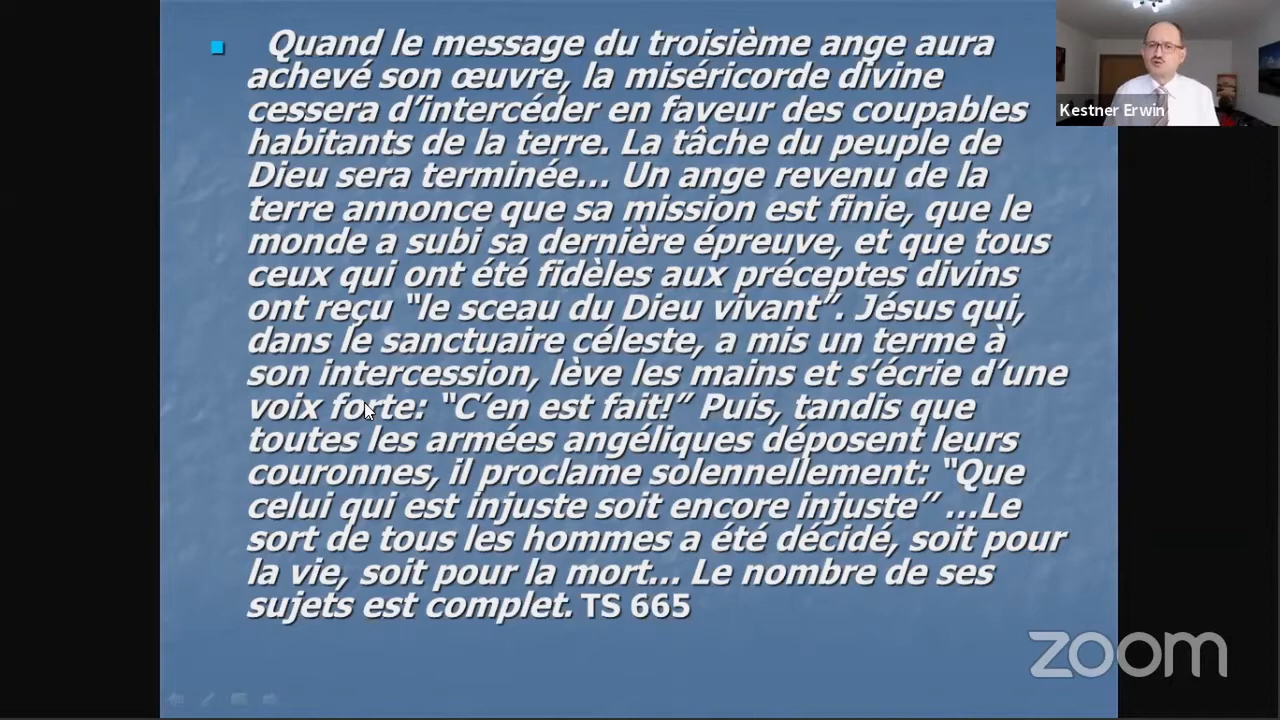 Quand le message du troisième ange aura
achevé son œuvre, la miséricorde divine
cessera d’intercéder en faveur des coupables
habitants de la terre. La tâche du peuple de
Dieu sera terminée... Un ange revenu de la
terre annonce que sa mission est finie, que le
monde a subi sa dernière épreuve, et que tous
ceux qui ont été fidèles aux préceptes divins
ont reçu “le sceau du Dieu vivant”. Jésus qui,
dans le sanctuaire céleste, a mis un terme à
son intercession, lève les mains et s’écrie d’une
voix forte: “C’en est fait!” Puis, tandis que
toutes les armées angéliques déposent leurs
couronnes, il proclame solennellement: “Que
celui qui est injuste soit encore injuste” ...Le
sort de tous les hommes a été décidé, soit pour
la vie, soit pour la mort... Le nombre de ses
sujets est complet. TS 665
Kestner Erwin
zoom